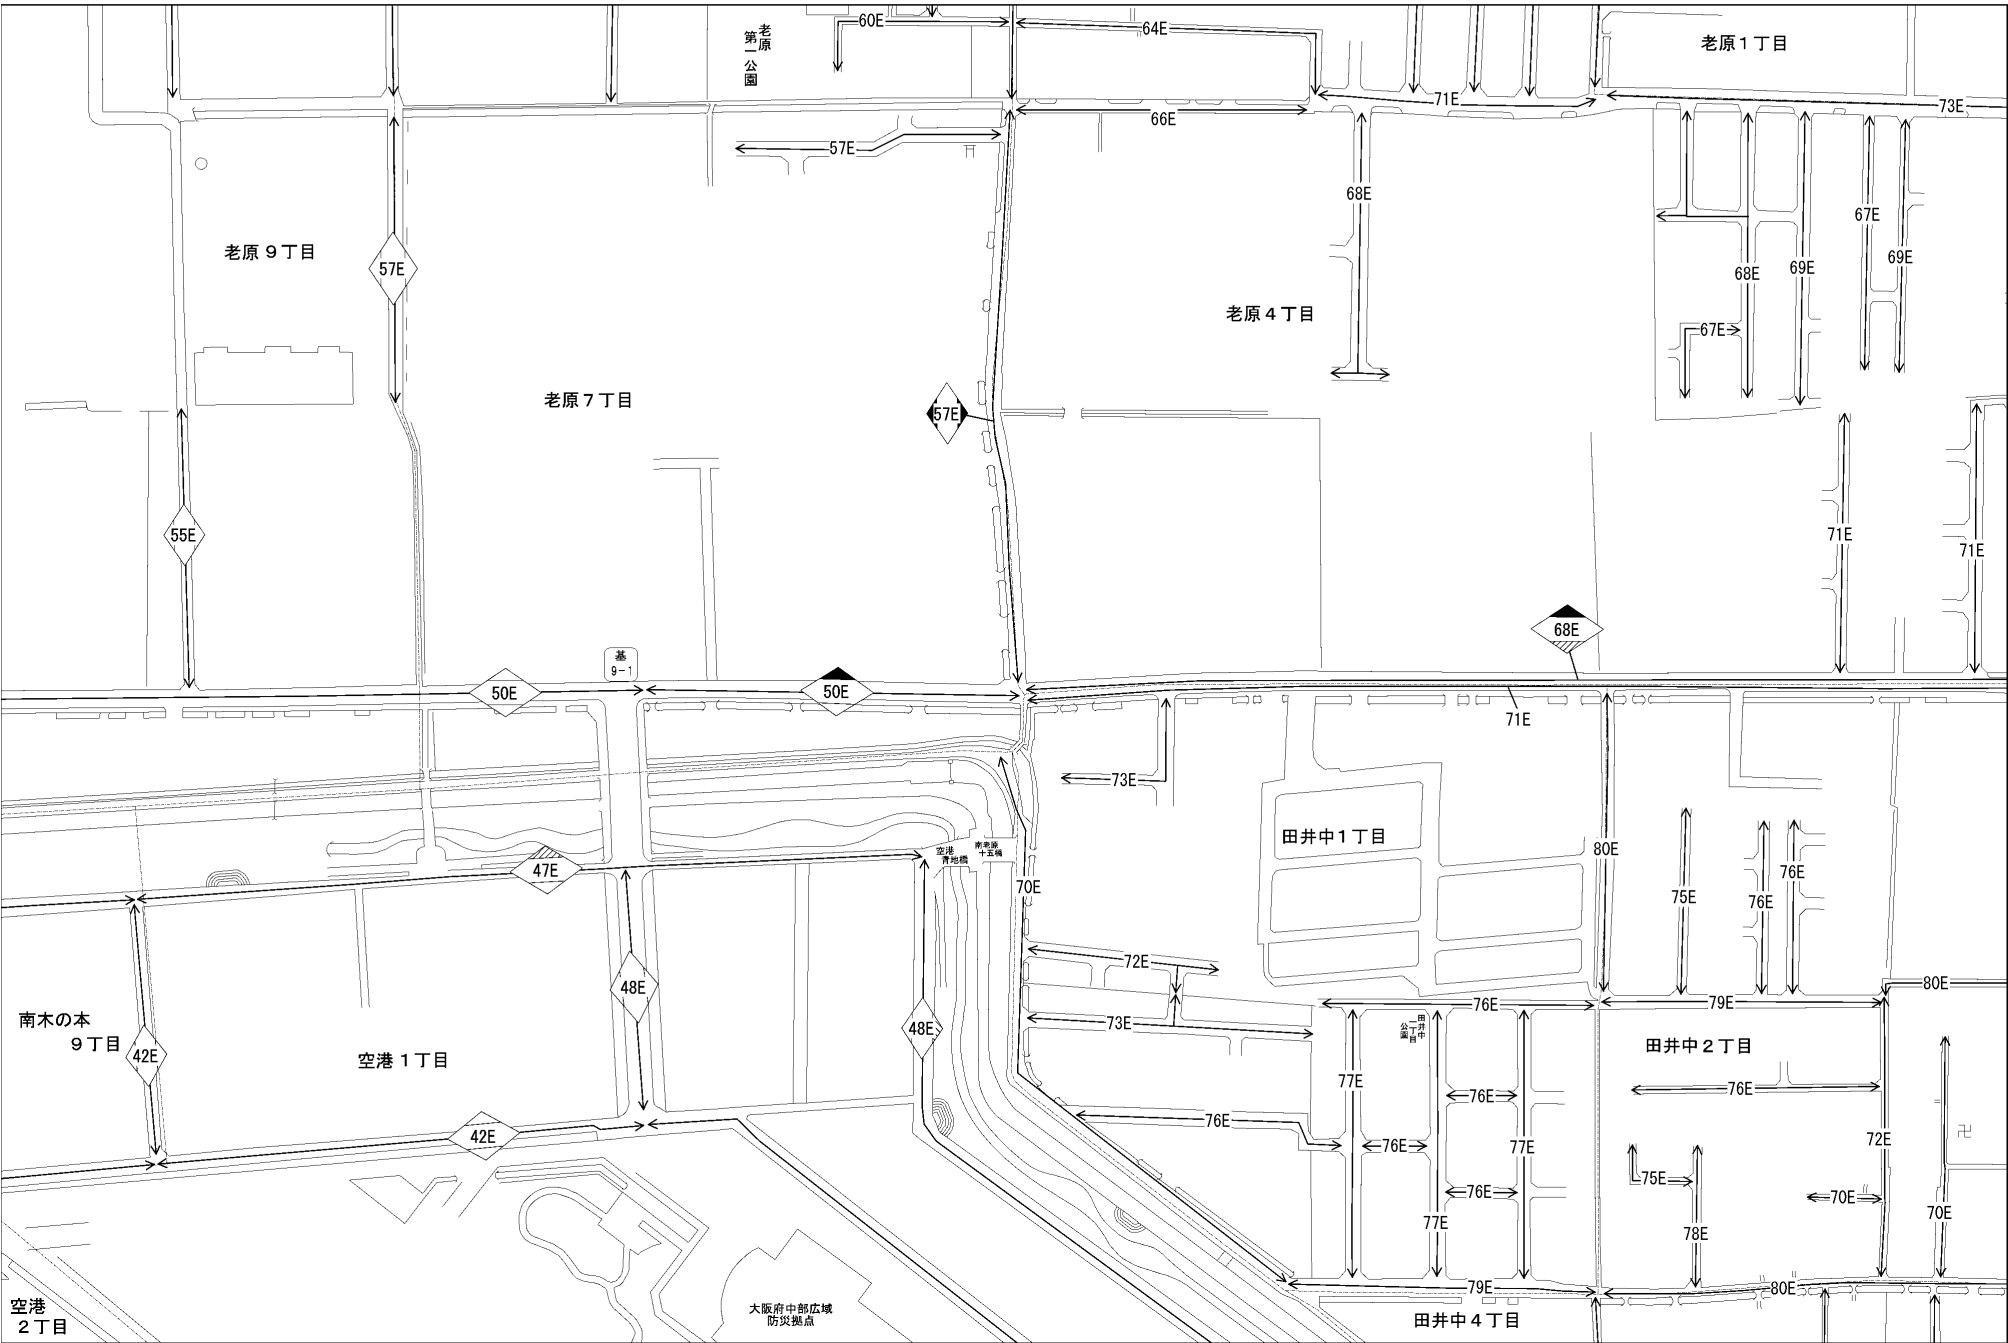 60E
64E
老原
第一公園
老原１丁目
71E
73E
66E
57E
68E
67E
69E
老原９丁目
57E
68E
69E
老原４丁目
67E
老原７丁目
57E
55E
71E
71E
68E
基
9-1
50E
50E
71E
73E
田井中１丁目
空港
青地橋
南老原
十五橋
80E
47E
70E
75E
76E
76E
72E
48E
76E
79E
80E
南木の本
９丁目
42E
48E
73E
田井中
一丁目
公園
田井中２丁目
空港１丁目
77E
76E
76E
76E
42E
76E
77E
72E
卍
75E
76E
70E
77E
78E
70E
79E
80E
空港
２丁目
大阪府中部広域
防災拠点
田井中４丁目